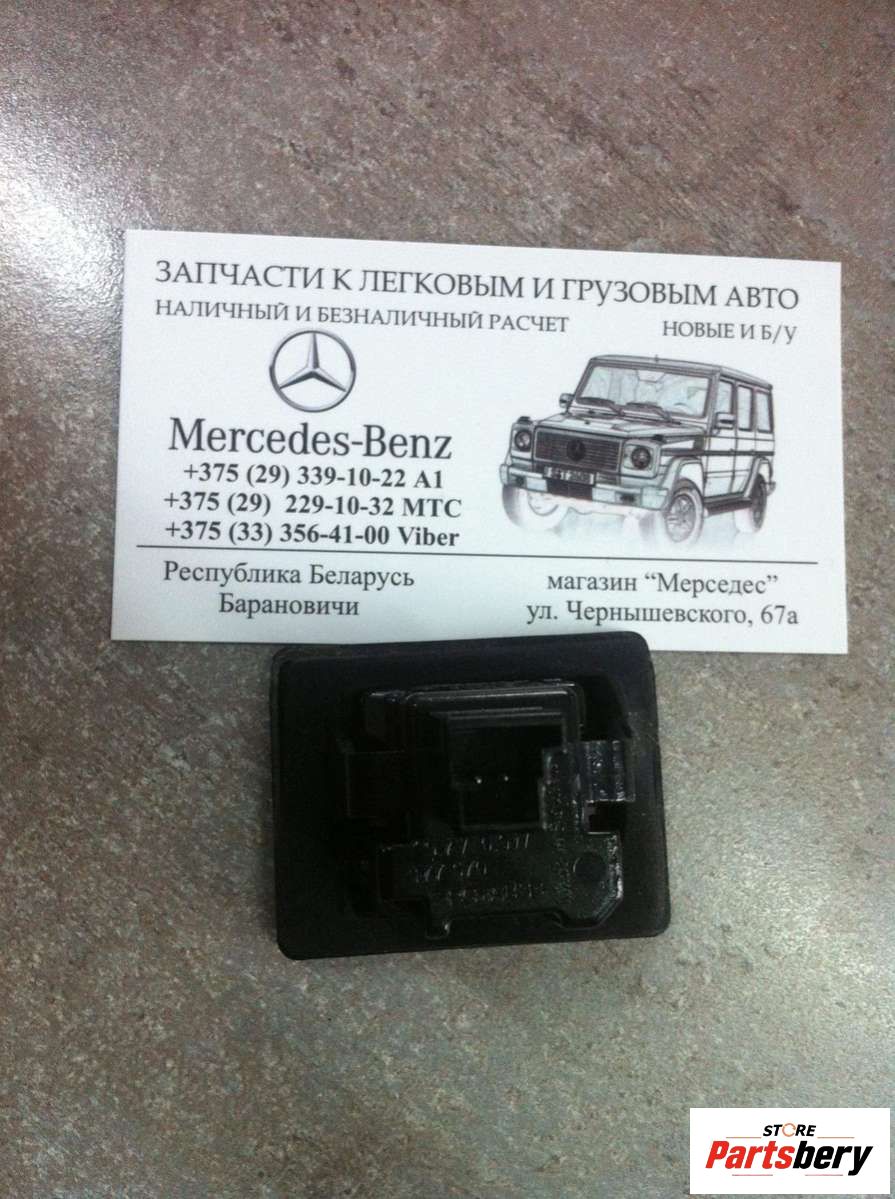 ЗАПЧАСТИ К ЛЕГКОВЫМ И ГРУЗОВЫМ АВТО
НАЛИЧНЫЙ И БЕЗНАЛИЧНЫЙ РАСЧЕТ НОВЫЕ И Б/У
Mercedes-Benz
+375 (29) 339-10-22 А1
+375 (29) 229-10-32 МТС
+375 (33) 356-41-00 Viber
Республика Беларусь
Барановичи
магазин “Мерседес”
ул. Чернышевского, 67а
STORE
Partsbery